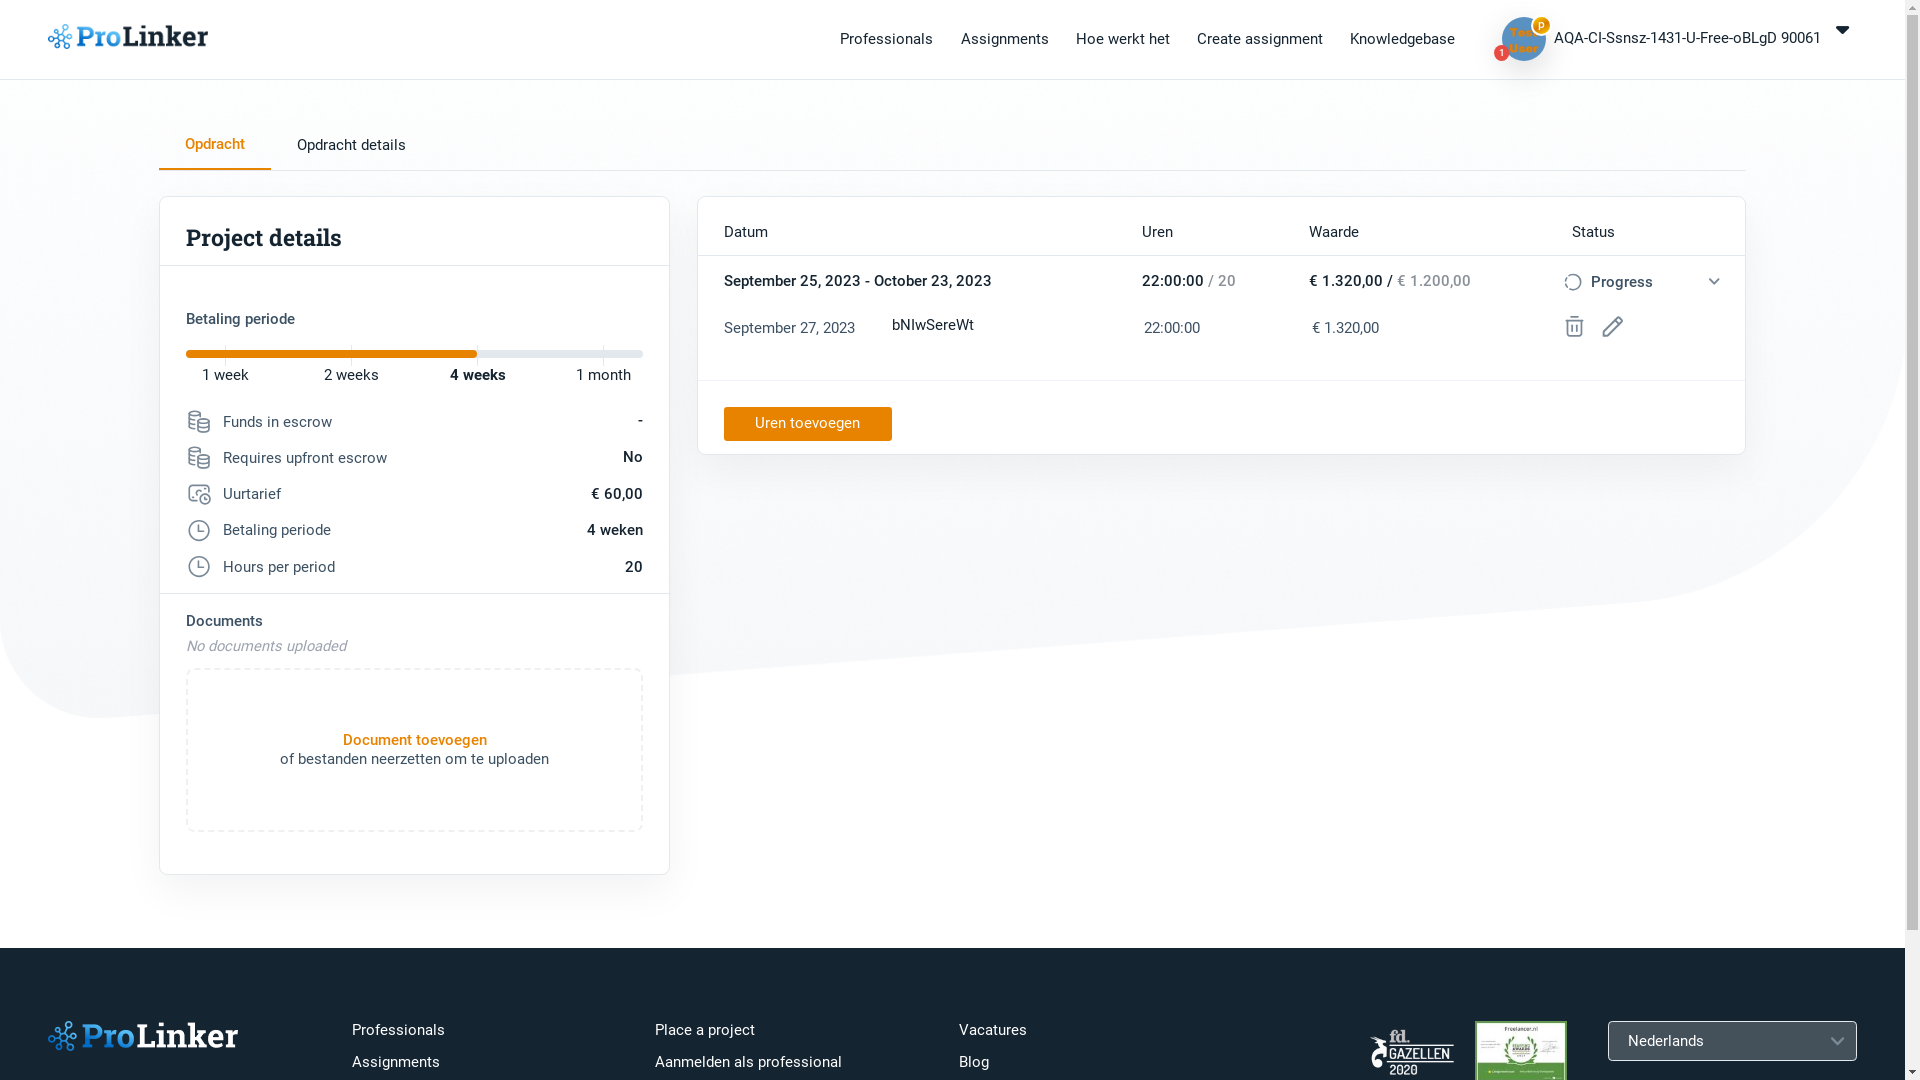 ProLinker
Professionals
Assignments
Hoe werkt het
Create assignment
Knowledgebase
Test User
P
1
AQA-CI-Ssnsz-1431-U-Free-oBLgD 90061
Opdracht
Opdracht details
Project details
Betaling periode
1 week
2 weeks
4 weeks
1 month
Funds in escrow -
Requires upfront escrow No
Uurtarief € 60,00
Betaling periode 4 weken
Hours per period 20
Documents
No documents uploaded
Document toevoegen
of bestanden neerzetten om te uploaden
Datum Uren Waarde Status
September 25, 2023 - October 23, 2023 22:00:00 / 20 € 1.320,00 / € 1.200,00 Progress
September 27, 2023 bNIwSereWt 22:00:00 € 1.320,00
Uren toevoegen
ProLinker
Professionals
Assignments
Place a project
Aanmelden als professional
Vacatures
Blog
fd.
GAZELLEN
2020
Freelancer.nl
Nederlands